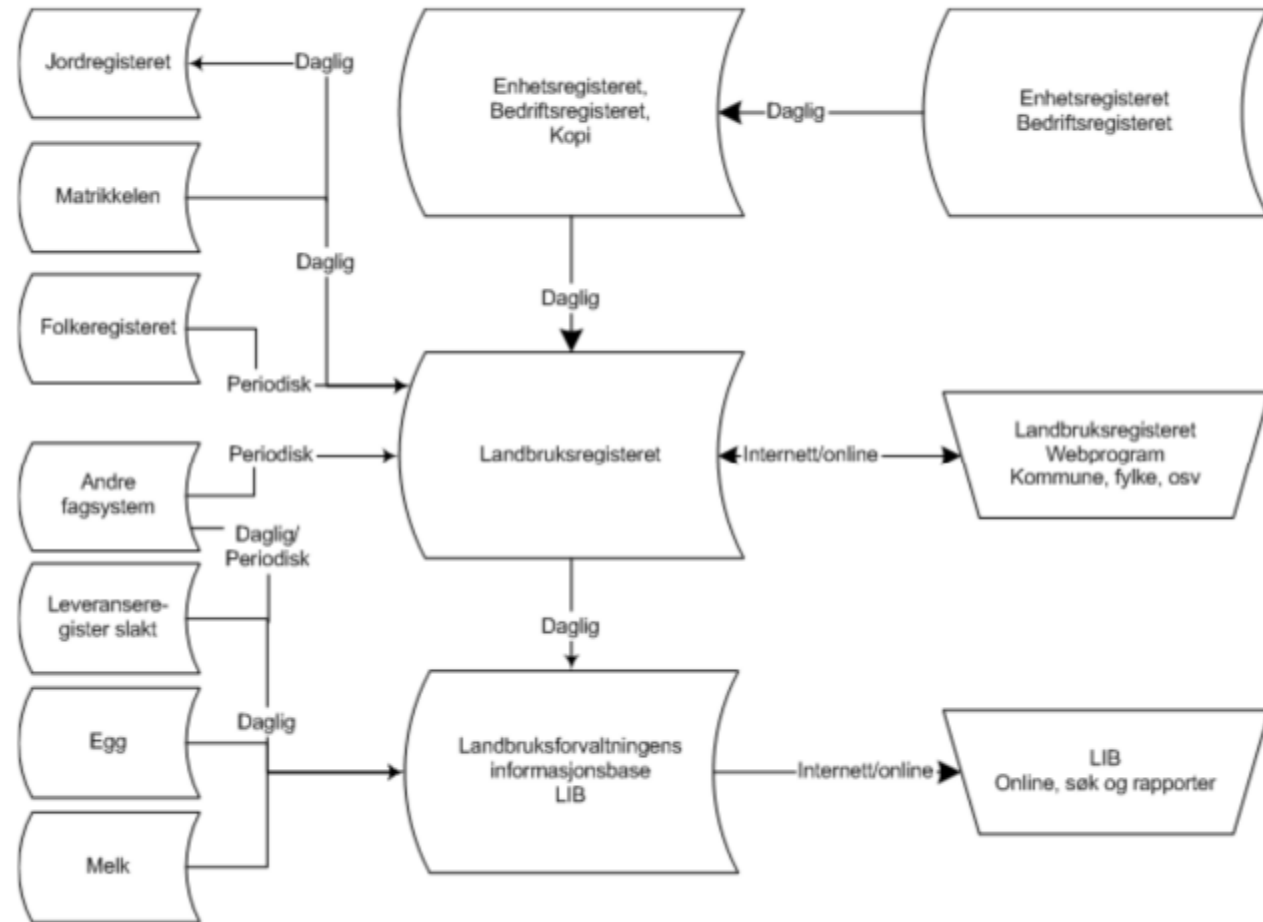 Jordregisteret
Daglig
Enhetsregisteret,
Bedriftsregisteret,
Kopi
Daglig
Enhetsregisteret
Bedriftsregisteret
Matrikkelen
Daglig
Daglig
Folkeregisteret
Periodisk
Andre
fagsystem
Periodisk
Landbruksregisteret
Internett/online
Landbruksregisteret
Webprogram
Kommune, fylke, osv
Daglig/
Periodisk
Leveransere-
gister slakt
Daglig
Egg
Daglig
Landbruksforvaltningens
informasjonsbase
LIB
Internett/online
LIB
Online, søk og rapporter
Melk